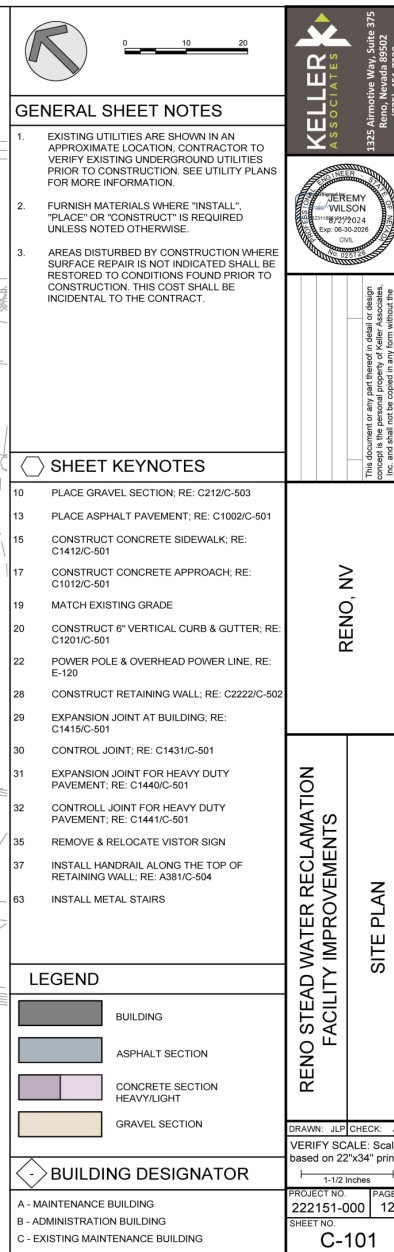 0 10 20
GENERAL SHEET NOTES
1. EXISTING UTILITIES ARE SHOWN IN AN
APPROXIMATE LOCATION, CONTRACTOR TO
VERIFY EXISTING UNDERGROUND UTILITIES
PRIOR TO CONSTRUCTION. SEE UTILITY PLANS
FOR MORE INFORMATION.
2. FURNISH MATERIALS WHERE "INSTALL",
"PLACE" OR "CONSTRUCT" IS REQUIRED
UNLESS NOTED OTHERWISE.
3. AREAS DISTURBED BY CONSTRUCTION WHERE
SURFACE REPAIR IS NOT INDICATED SHALL BE
RESTORED TO CONDITIONS FOUND PRIOR TO
CONSTRUCTION. THIS COST SHALL BE
INCIDENTAL TO THE CONTRACT.
SHEET KEYNOTES
10 PLACE GRAVEL SECTION; RE: C212/C-503
13 PLACE ASPHALT PAVEMENT; RE: C1002/C-501
15 CONSTRUCT CONCRETE SIDEWALK; RE:
C1412/C-501
17 CONSTRUCT CONCRETE APPROACH; RE:
C1012/C-501
19 MATCH EXISTING GRADE
20 CONSTRUCT 6" VERTICAL CURB & GUTTER; RE:
C1201/C-501
22 POWER POLE & OVERHEAD POWER LINE, RE:
E-120
28 CONSTRUCT RETAINING WALL; RE: C2222/C-502
29 EXPANSION JOINT AT BUILDING; RE:
C1415/C-501
30 CONTROL JOINT; RE: C1431/C-501
31 EXPANSION JOINT FOR HEAVY DUTY
PAVEMENT; RE: C1440/C-501
32 CONTROLL JOINT FOR HEAVY DUTY
PAVEMENT; RE: C1441/C-501
35 REMOVE & RELOCATE VISTOR SIGN
37 INSTALL HANDRAIL ALONG THE TOP OF
RETAINING WALL; RE: A381/C-504
63 INSTALL METAL STAIRS
LEGEND
BUILDING
ASPHALT SECTION
CONCRETE SECTION
HEAVY/LIGHT
GRAVEL SECTION
- BUILDING DESIGNATOR
A - MAINTENANCE BUILDING
B - ADMINISTRATION BUILDING
C - EXISTING MAINTENANCE BUILDING
KELLER
ASSOCIATES
1325 Airmotive Way, Suite 375
Reno, Nevada 89502
JEREMY
WILSON
8/2/2024
Exp: 06-30-2026
CIVIL
This document or any part thereof in detail or design
concept is the personal property of Keller Associates,
Inc. and shall not be copied in any form without the
RENO, NV
RENO STEAD WATER RECLAMATION
FACILITY IMPROVEMENTS
SITE PLAN
DRAWN: JLP CHECK:
VERIFY SCALE:
based on 22"x34"
1-1/2 Inches
PROJECT NO. PAGE
222151-000 12
SHEET NO.
C-101